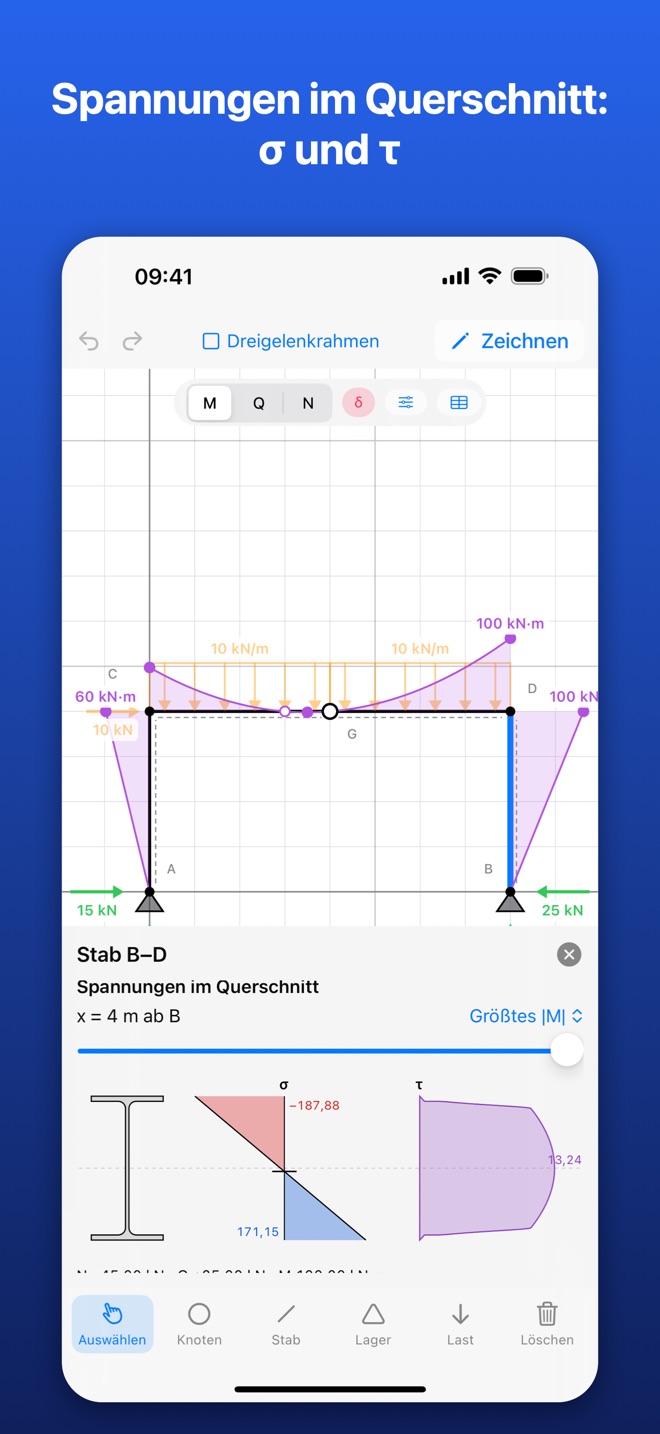 Spannungen im Querschnitt:
σ und τ
09:41
Dreigelenkrahmen
Zeichnen
M Q N δ
100 kN·m
10 kN/m 10 kN/m
C
D
60 kN·m
100 kN
10 kN
G
A
B
15 kN
25 kN
Stab B–D
Spannungen im Querschnitt
x = 4 m ab B
Größtes |M|
σ τ
−187,88
13,24
171,15
Auswählen Knoten Stab Lager Last Löschen